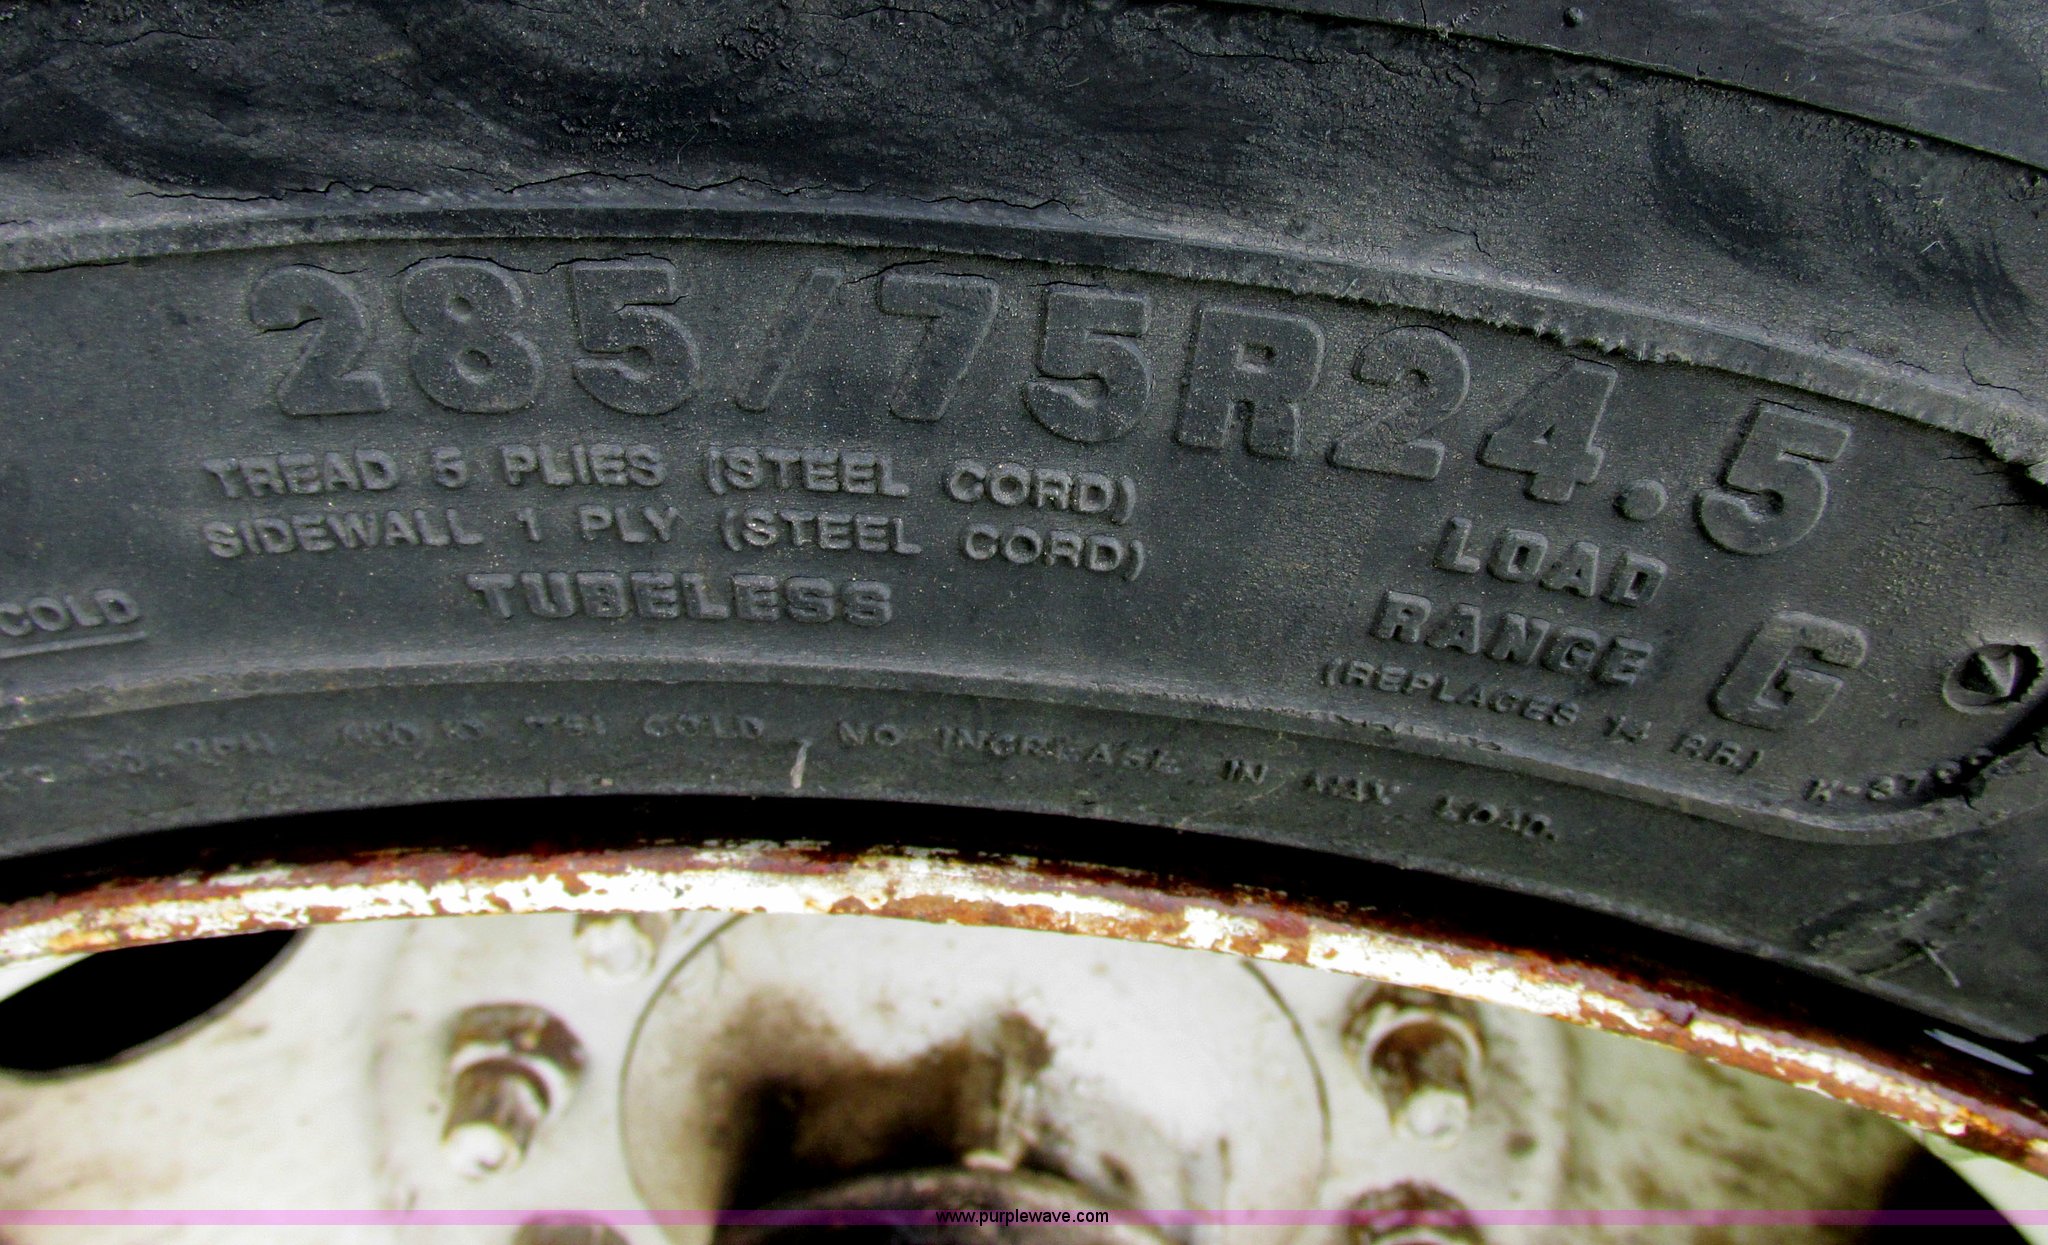 285/75R24.5
TREAD 5 PLIES (STEEL CORD)
SIDEWALL 1 PLY (STEEL CORD)
TUBELESS
LOAD
RANGE G
(REPLACES 14 P.R.)
COLD
COLD, NO INCREASE IN MAX. LOAD.
www.purplewave.com